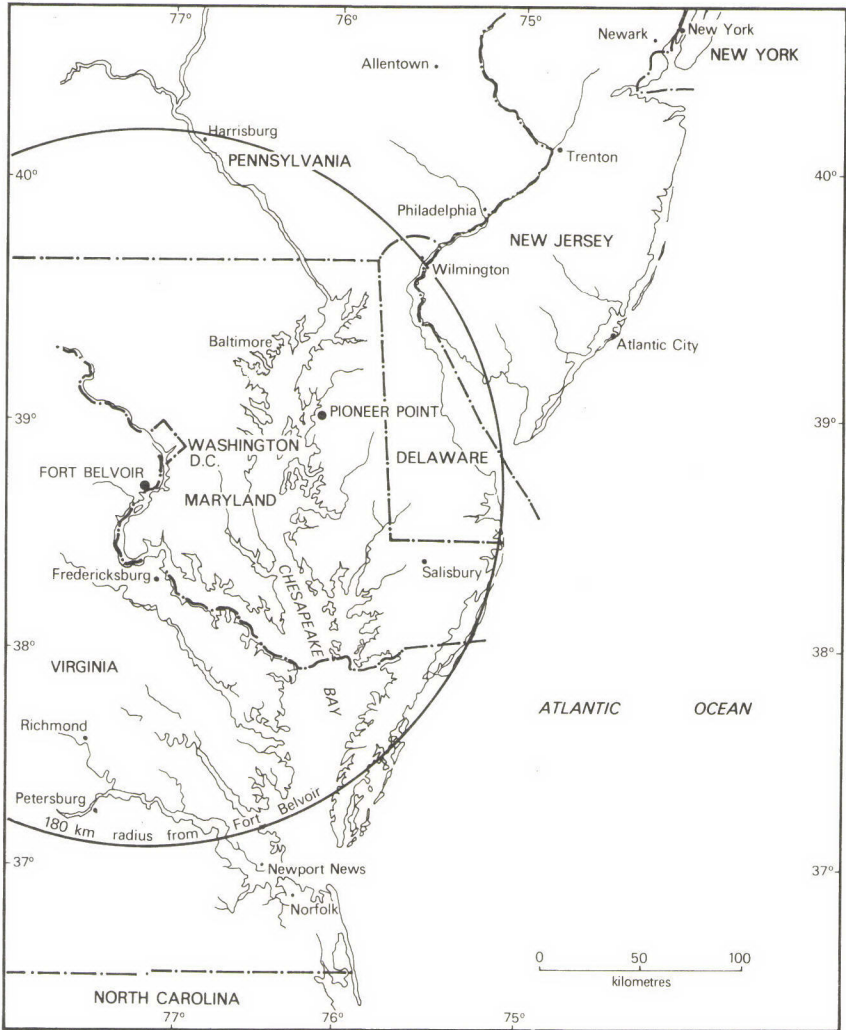 77°
76°
75°
Newark
New York
NEW YORK
Allentown
Harrisburg
PENNSYLVANIA
40°
Trenton
40°
Philadelphia
NEW JERSEY
Wilmington
Baltimore
Atlantic City
39°
PIONEER POINT
39°
WASHINGTON
D.C.
DELAWARE
FORT BELVOIR
MARYLAND
Fredericksburg
Salisbury
CHESAPEAKE
BAY
38°
38°
VIRGINIA
ATLANTIC OCEAN
Richmond
Petersburg
180 km radius from Fort Belvoir
37°
Newport News
37°
Norfolk
0 50 100
kilometres
NORTH CAROLINA
77°
76°
75°